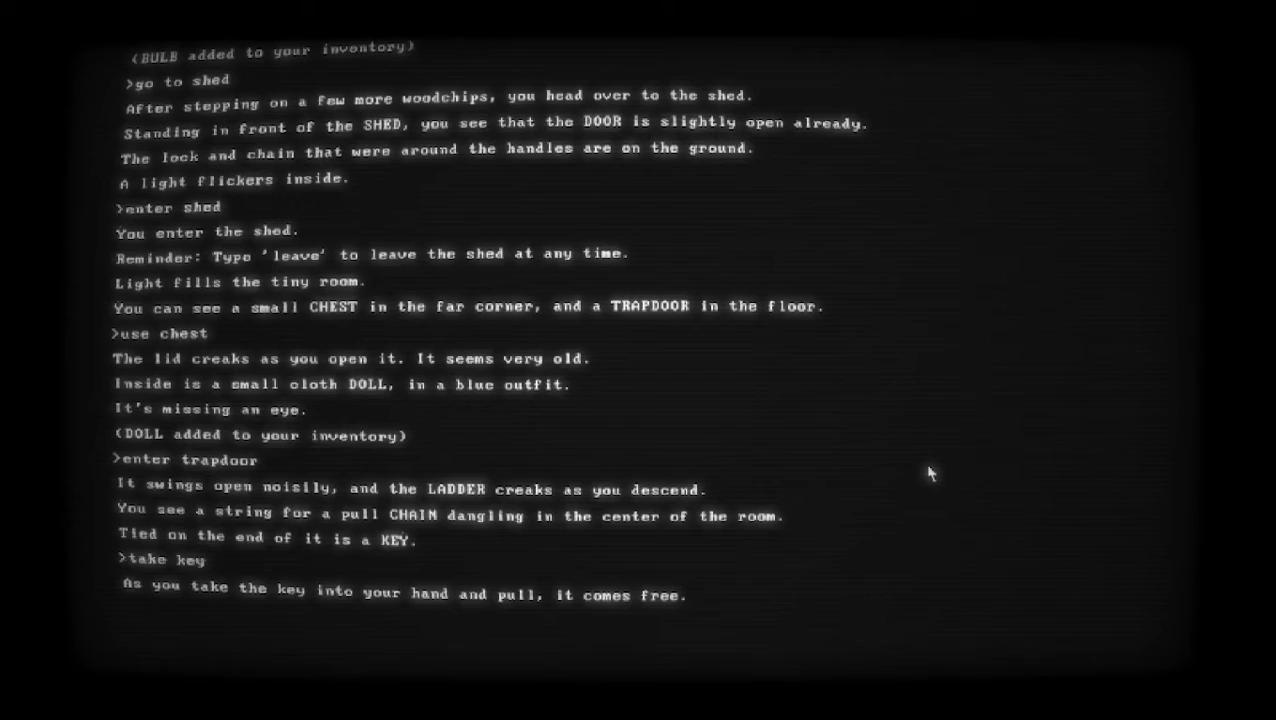 (BULB added to your inventory)
>go to shed
After stepping on a few more woodchips, you head over to the shed.
Standing in front of the SHED, you see that the DOOR is slightly open already.
The lock and chain that were around the handles are on the ground.
A light flickers inside.
>enter shed
You enter the shed.
Reminder: Type 'leave' to leave the shed at any time.
Light fills the tiny room.
You can see a small CHEST in the far corner, and a TRAPDOOR in the floor.
>use chest
The lid creaks as you open it. It seems very old.
Inside is a small cloth DOLL, in a blue outfit.
It's missing an eye.
(DOLL added to your inventory)
>enter trapdoor
It swings open noisily, and the LADDER creaks as you descend.
You see a string for a pull CHAIN dangling in the center of the room.
Tied on the end of it is a KEY.
>take key
As you take the key into your hand and pull, it comes free.